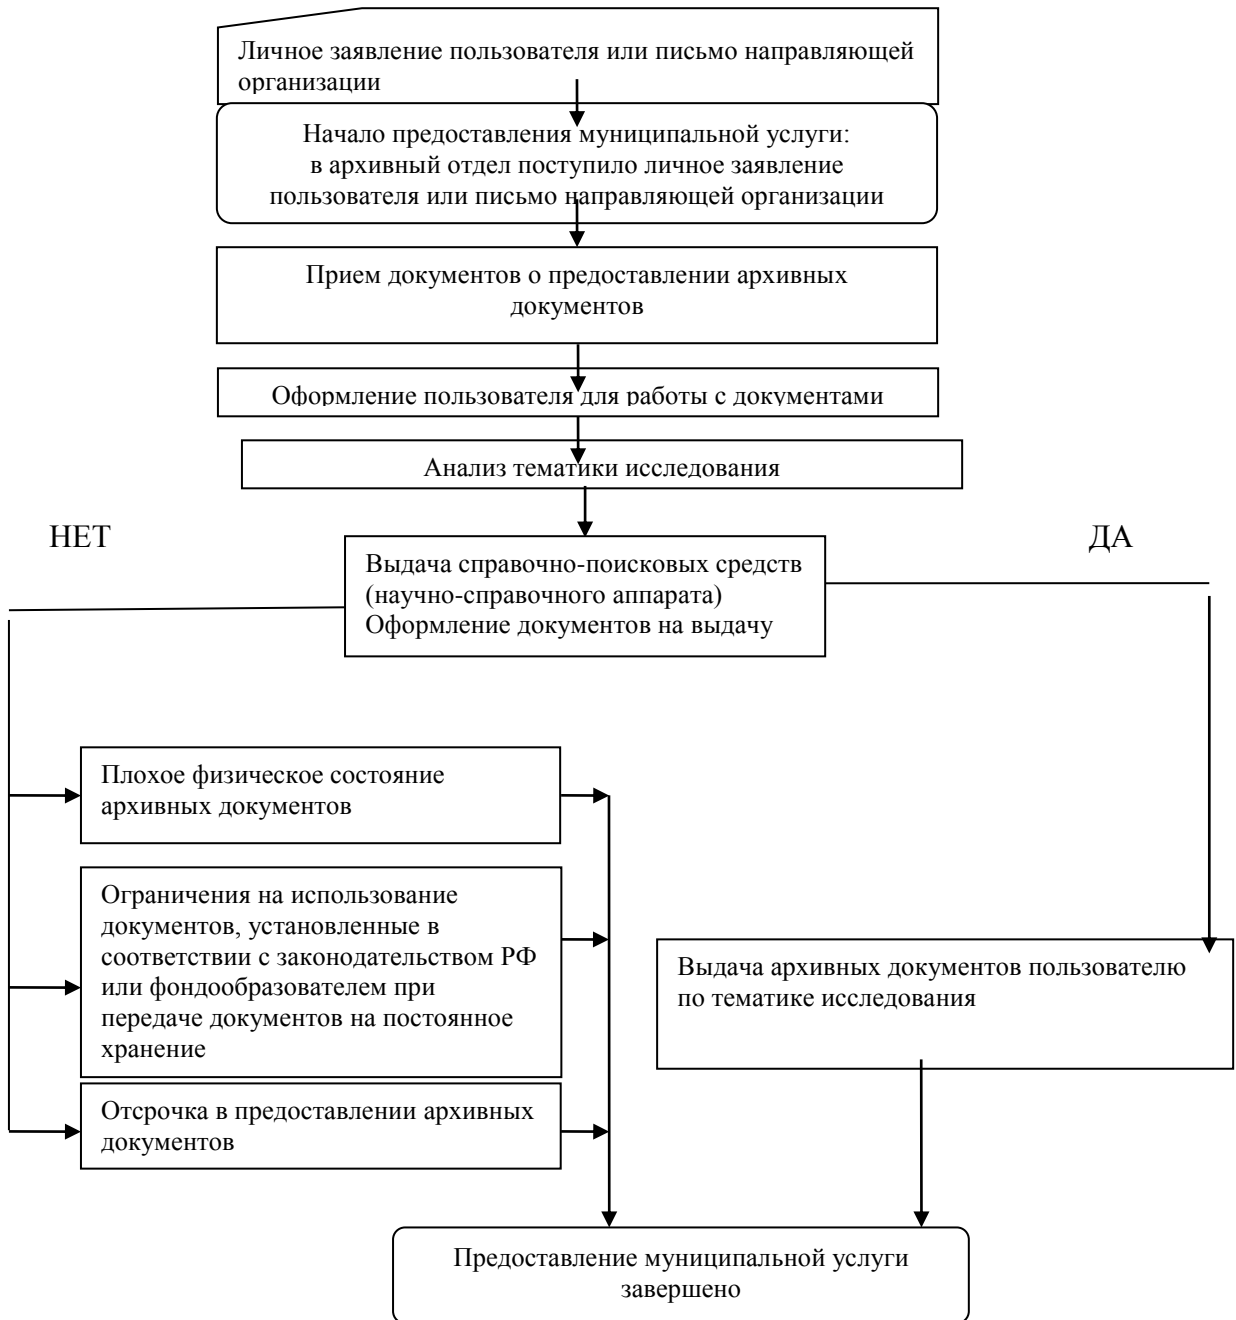 Личное заявление пользователя или письмо направляющей
организации
Начало предоставления муниципальной услуги:
в архивный отдел поступило личное заявление
пользователя или письмо направляющей организации
Прием документов о предоставлении архивных
документов
Оформление пользователя для работы с документами
Анализ тематики исследования
НЕТ
ДА
Выдача справочно-поисковых средств
(научно-справочного аппарата)
Оформление документов на выдачу
Плохое физическое состояние
архивных документов
Ограничения на использование
документов, установленные в
соответствии с законодательством РФ
или фондообразователем при
передаче документов на постоянное
хранение
Выдача архивных документов пользователю
по тематике исследования
Отсрочка в предоставлении архивных
документов
Предоставление муниципальной услуги
завершено